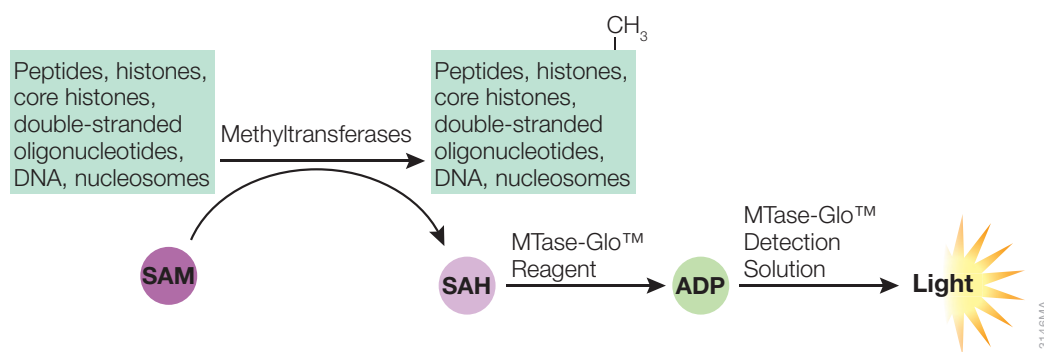 CH3
Peptides, histones,
core histones,
double-stranded
oligonucleotides,
DNA, nucleosomes
Methyltransferases
Peptides, histones,
core histones,
double-stranded
oligonucleotides,
DNA, nucleosomes
SAM
SAH
MTase-Glo™
Reagent
ADP
MTase-Glo™
Detection
Solution
Light
3146MA